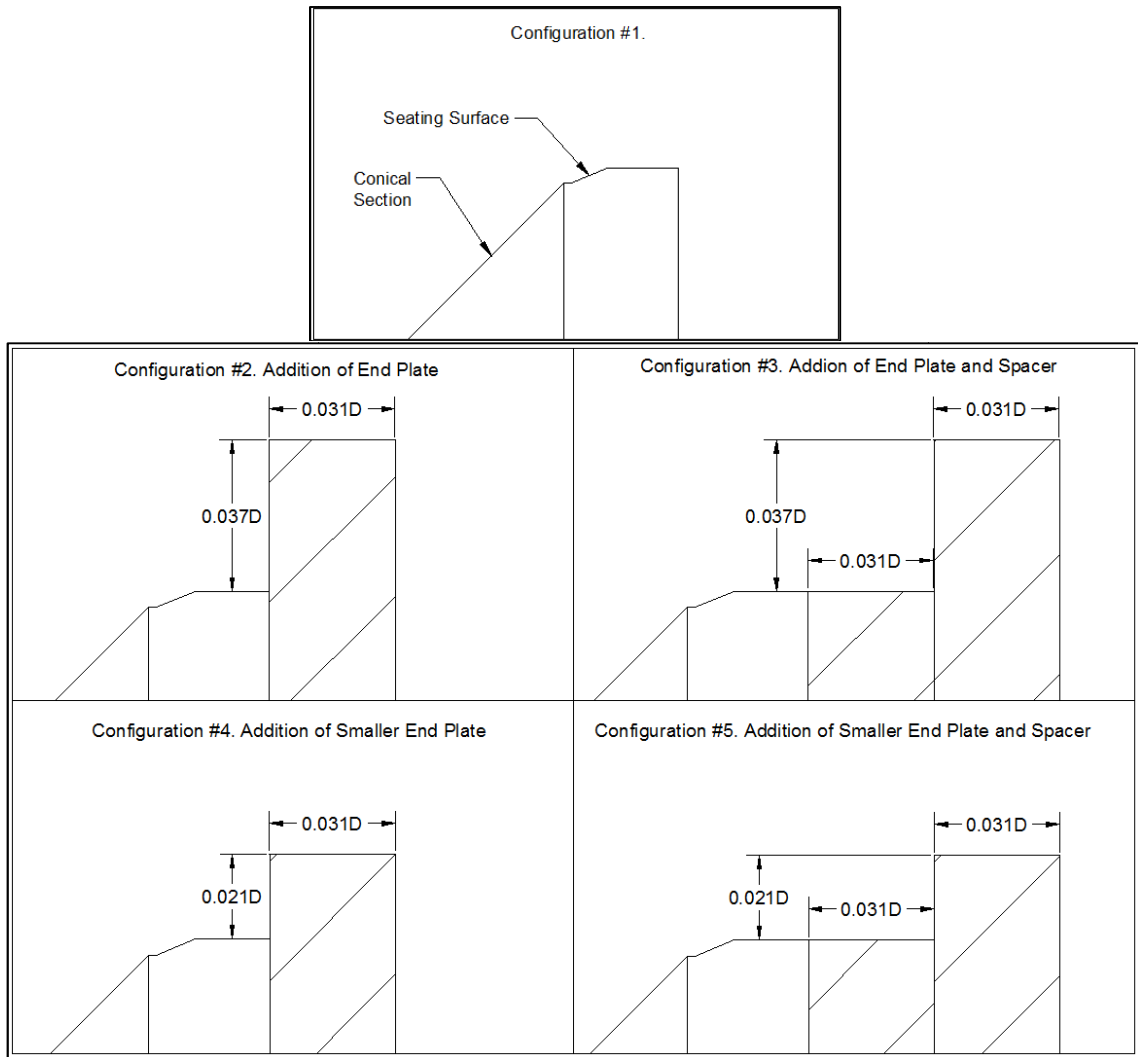 Configuration #1.
Seating Surface
Conical
Section
Configuration #2. Addition of End Plate
0.031D
0.037D
Configuration #3. Addion of End Plate and Spacer
0.031D
0.037D
0.031D
Configuration #4. Addition of Smaller End Plate
0.031D
0.021D
Configuration #5. Addition of Smaller End Plate and Spacer
0.031D
0.021D
0.031D